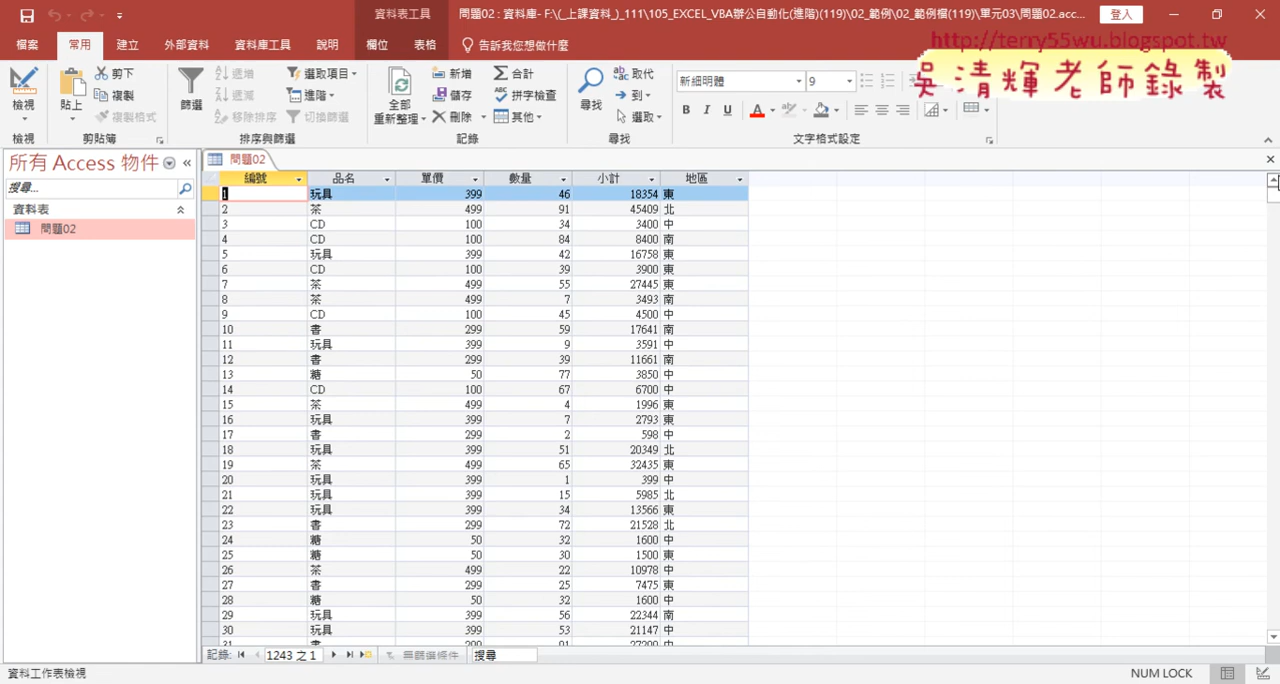 資料表工具
問題02 : 資料庫- F:\(_上課資料_)_111\105_EXCEL_VBA辦公自動化(進階)(119)\02_範例\02_範例檔(119)\單元03\問題02.acc...
登入
檔案 常用 建立 外部資料 資料庫工具 說明 欄位 表格 告訴我您想做什麼
http://terry55wu.blogspot.tw
吳清輝老師錄製
檢視 貼上 剪下 複製 複製格式
篩選 遞增 遞減 移除排序 選取項目 進階 切換篩選
全部重新整理 新增 儲存 刪除 合計 拼字檢查 其他
尋找 取代 到 選取
新細明體 9
B I U A
檢視 剪貼簿 排序與篩選 記錄 尋找 文字格式設定
所有 Access 物件
搜尋...
資料表
問題02
問題02
編號 品名 單價 數量 小計 地區
1 玩具 399 46 18354 東
2 茶 499 91 45409 北
3 CD 100 34 3400 中
4 CD 100 84 8400 南
5 玩具 399 42 16758 東
6 CD 100 39 3900 東
7 茶 499 55 27445 東
8 茶 499 7 3493 南
9 CD 100 45 4500 中
10 書 299 59 17641 南
11 玩具 399 9 3591 中
12 書 299 39 11661 南
13 糖 50 77 3850 中
14 CD 100 67 6700 中
15 茶 499 4 1996 東
16 玩具 399 7 2793 東
17 書 299 2 598 中
18 玩具 399 51 20349 北
19 茶 499 65 32435 東
20 玩具 399 1 399 中
21 玩具 399 15 5985 北
22 玩具 399 34 13566 東
23 書 299 72 21528 北
24 糖 50 32 1600 中
25 糖 50 30 1500 東
26 茶 499 22 10978 中
27 書 299 25 7475 東
28 糖 50 32 1600 中
29 玩具 399 56 22344 南
30 玩具 399 53 21147 中
記錄: 1243 之 1 無篩選條件 搜尋
資料工作表檢視 NUM LOCK